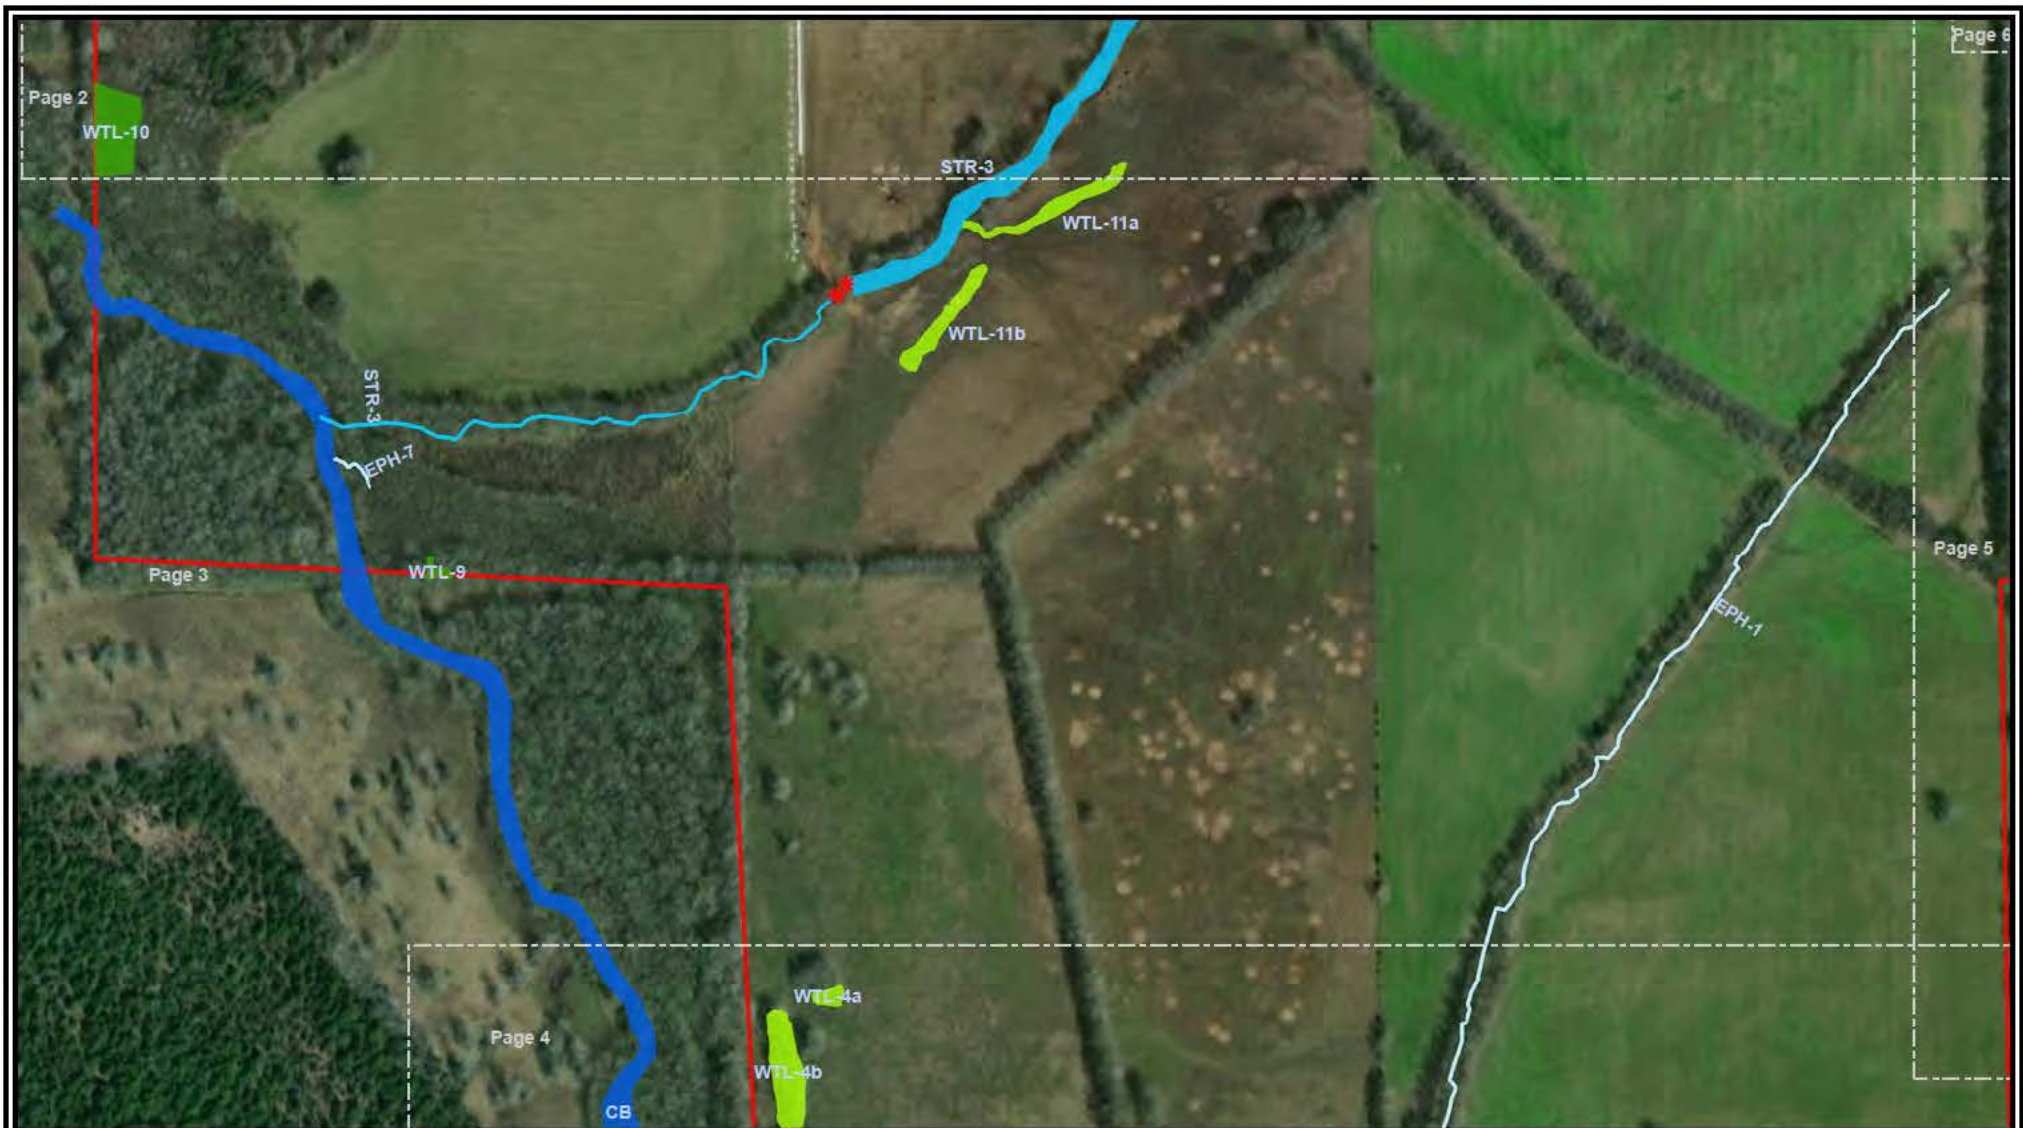 Page 6
Page 2
WTL-10
STR-3
WTL-11a
WTL-11b
STR-3
EPH-7
Page 5
WTL-9
Page 3
EPH-1
WTL-4a
Page 4
WTL-4b
CB